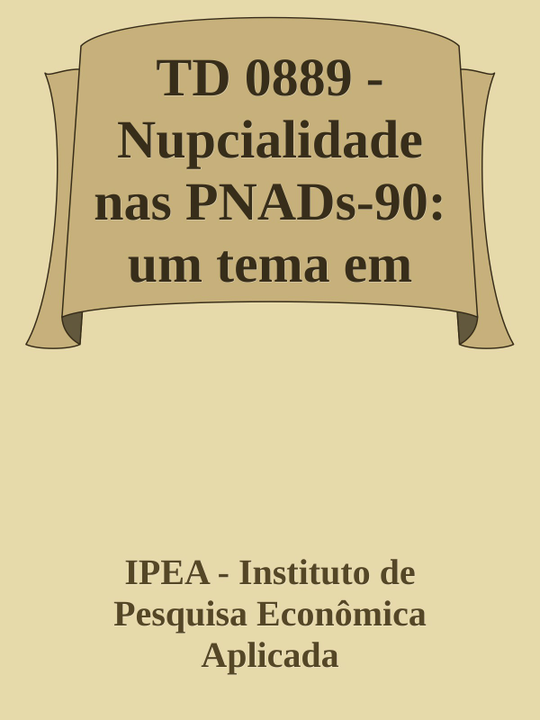 TD 0889 -
Nupcialidade
nas PNADs-90:
um tema em
IPEA - Instituto de
Pesquisa Econômica
Aplicada